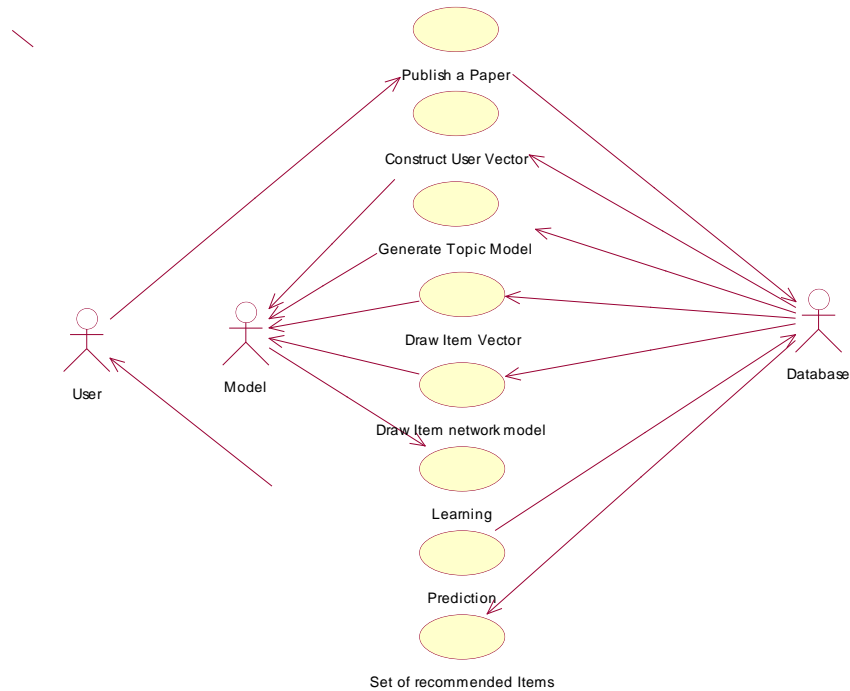 Publish a Paper
Construct User Vector
Generate Topic Model
Draw Item Vector
User
Model
Database
Draw Item network model
Learning
Prediction
Set of recommended Items